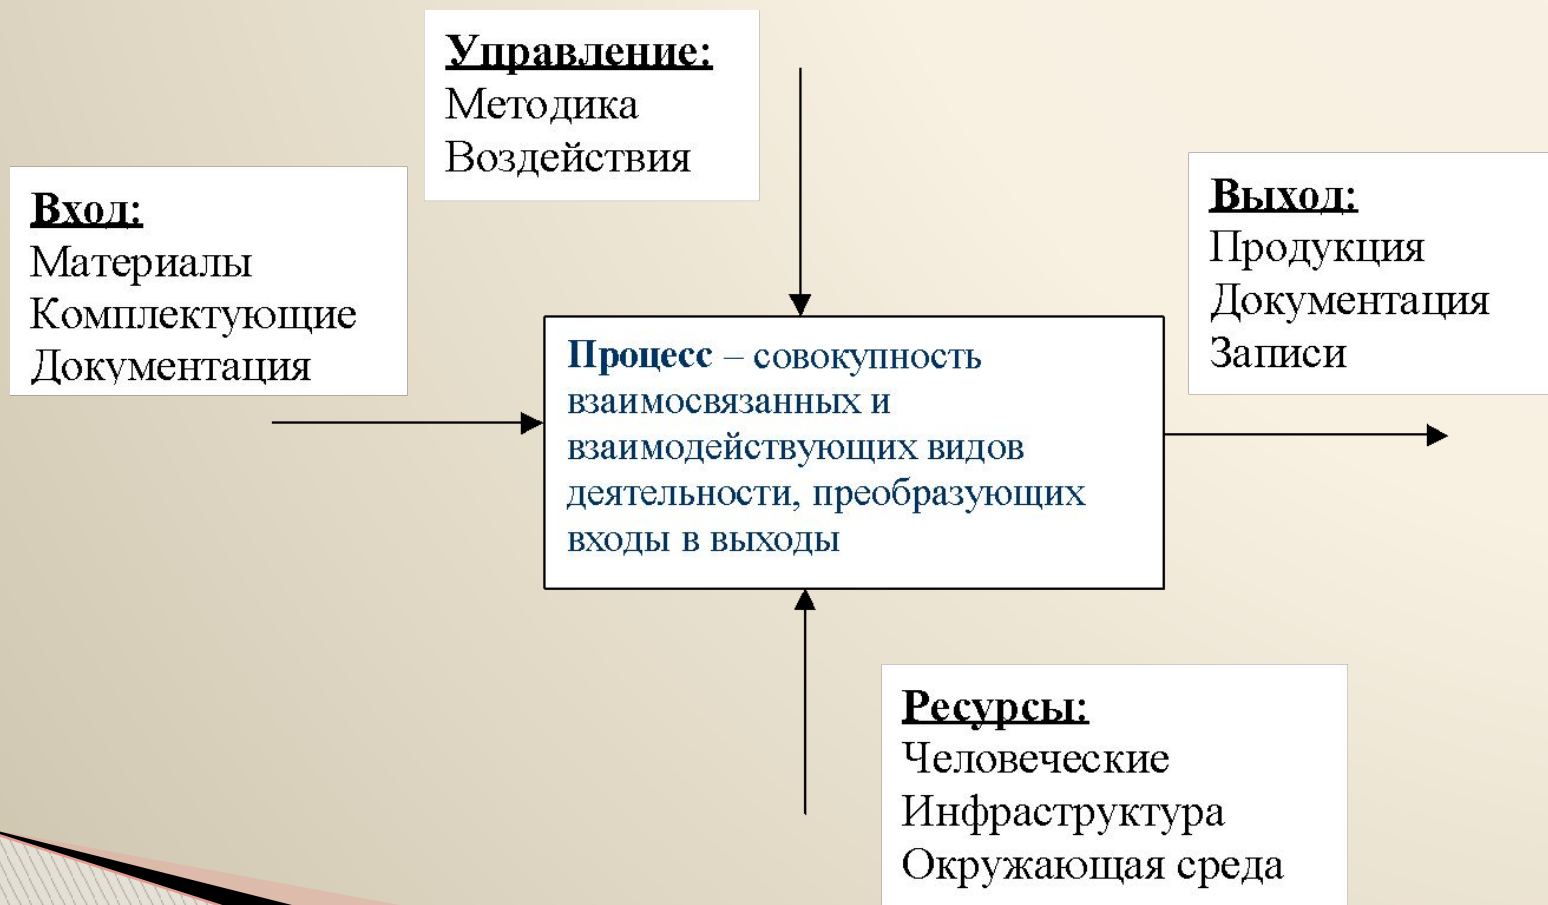 Управление:
Методика
Воздействия
Вход:
Материалы
Комплектующие
Документация
Выход:
Продукция
Документация
Записи
Процесс – совокупность
взаимосвязанных и
взаимодействующих видов
деятельности, преобразующих
входы в выходы
Ресурсы:
Человеческие
Инфраструктура
Окружающая среда